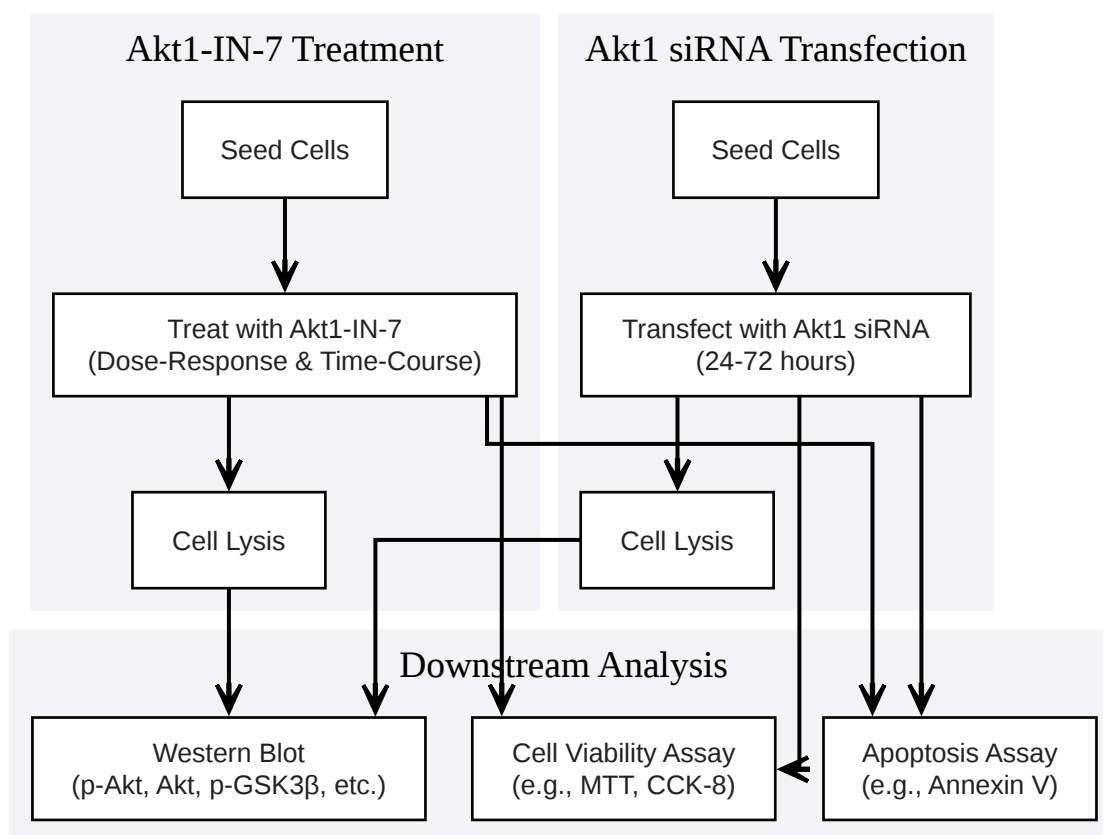 Akt1-IN-7 Treatment
Akt1 siRNA Transfection
Seed Cells
Seed Cells
Treat with Akt1-IN-7
(Dose-Response & Time-Course)
Transfect with Akt1 siRNA
(24-72 hours)
Cell Lysis
Cell Lysis
Downstream Analysis
Western Blot
(p-Akt, Akt, p-GSK3β, etc.)
Cell Viability Assay
(e.g., MTT, CCK-8)
Apoptosis Assay
(e.g., Annexin V)